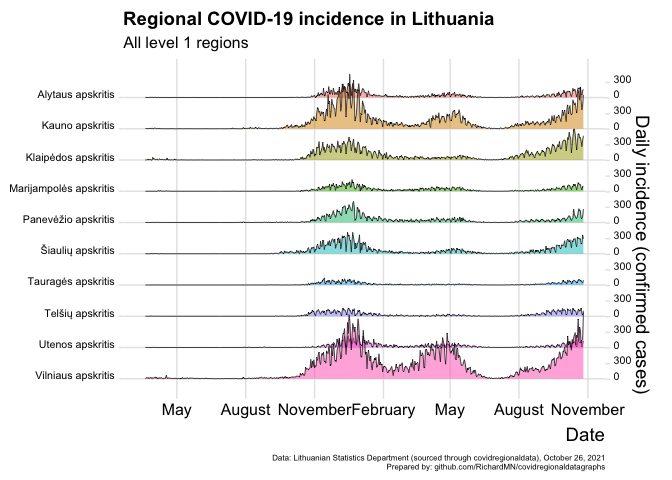 Regional COVID-19 incidence in Lithuania
All level 1 regions
Alytaus apskritis
300
0
Kauno apskritis
300
0
Klaipėdos apskritis
300
0
Marijampolės apskritis
300
0
Panevėžio apskritis
300
0
Šiaulių apskritis
300
0
Tauragės apskritis
300
0
Telšių apskritis
300
0
Utenos apskritis
300
0
Vilniaus apskritis
300
0
Daily incidence (confirmed cases)
May August November February May August November
Date
Data: Lithuanian Statistics Department (sourced through covidregionaldata), October 26, 2021
Prepared by: github.com/RichardMN/covidregionaldatagraphs